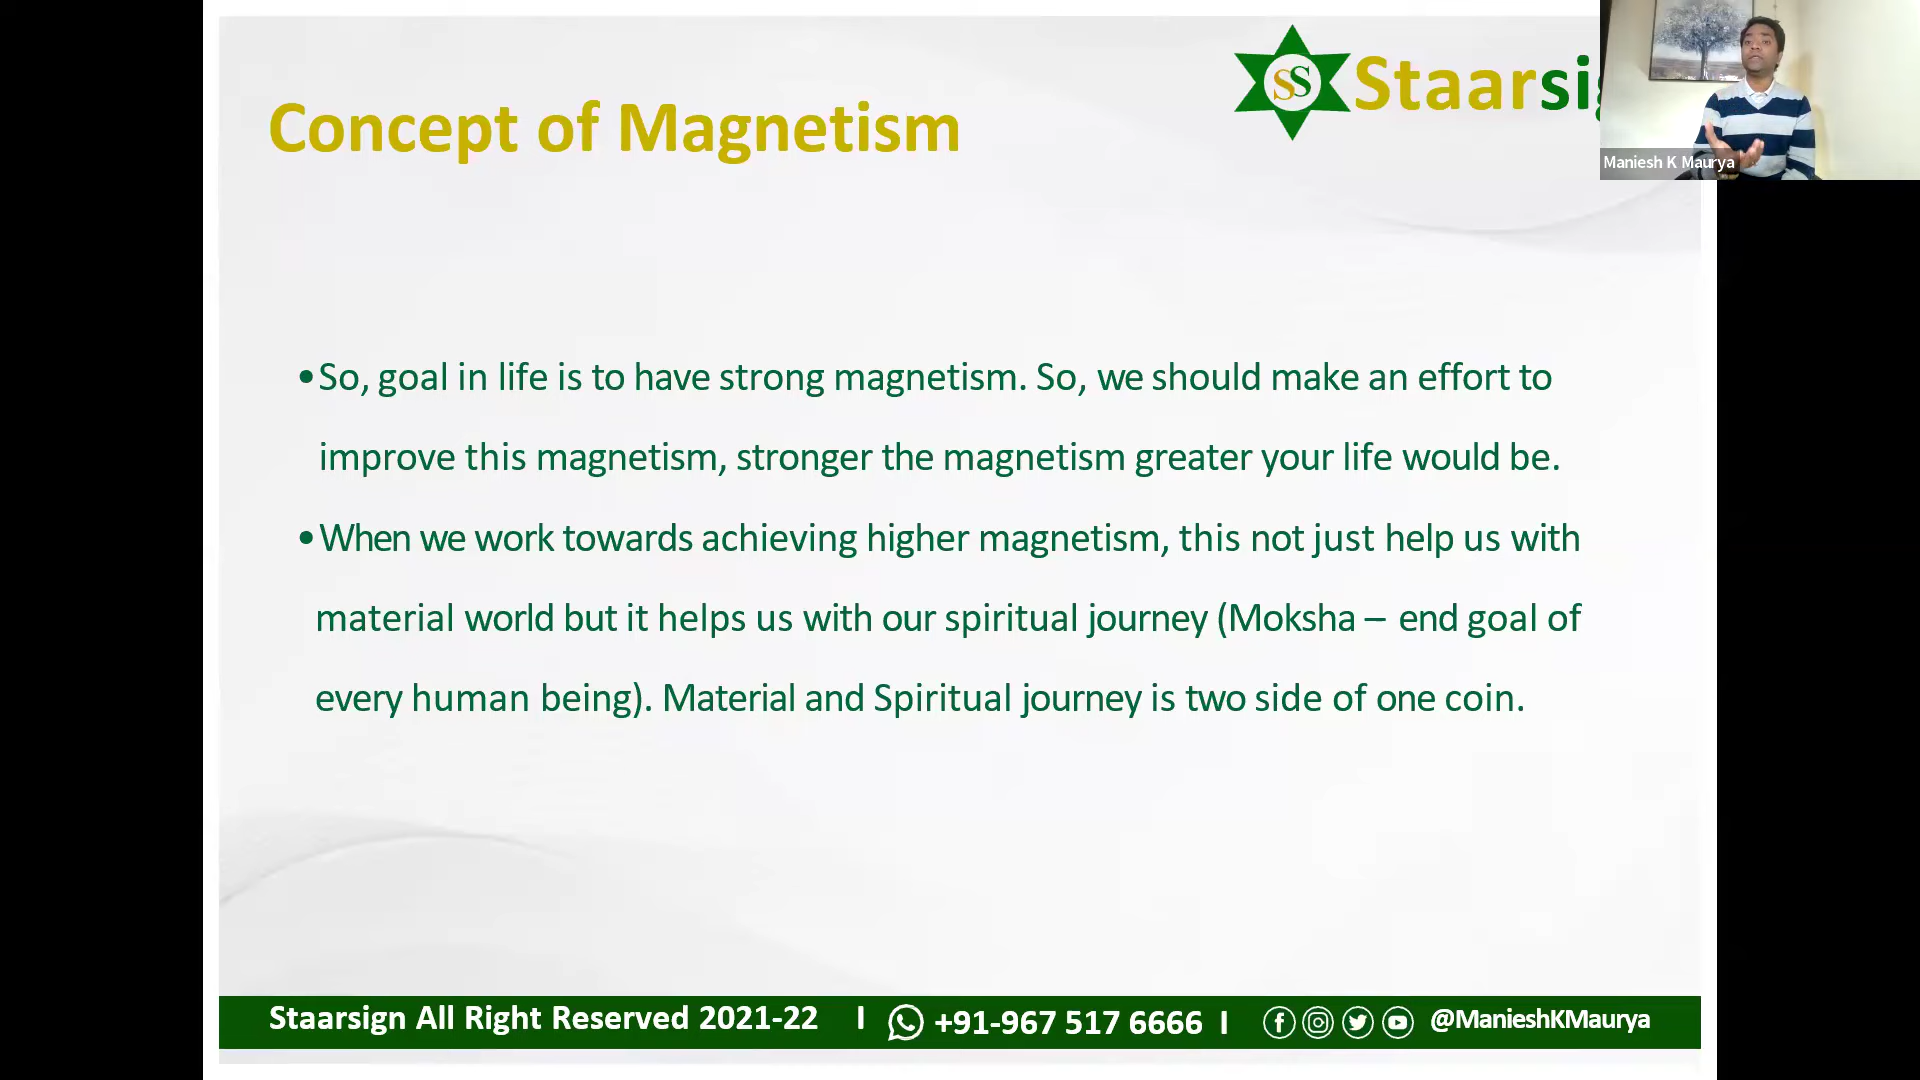 Staarsi
Concept of Magnetism
SS
Maniesh K Maurya
•So, goal in life is to have strong magnetism. So, we should make an effort to
improve this magnetism, stronger the magnetism greater your life would be.
•When we work towards achieving higher magnetism, this not just help us with
material world but it helps us with our spiritual journey (Moksha – end goal of
every human being). Material and Spiritual journey is two side of one coin.
Staarsign All Right Reserved 2021-22 I +91-967 517 6666 I @ManieshKMaurya